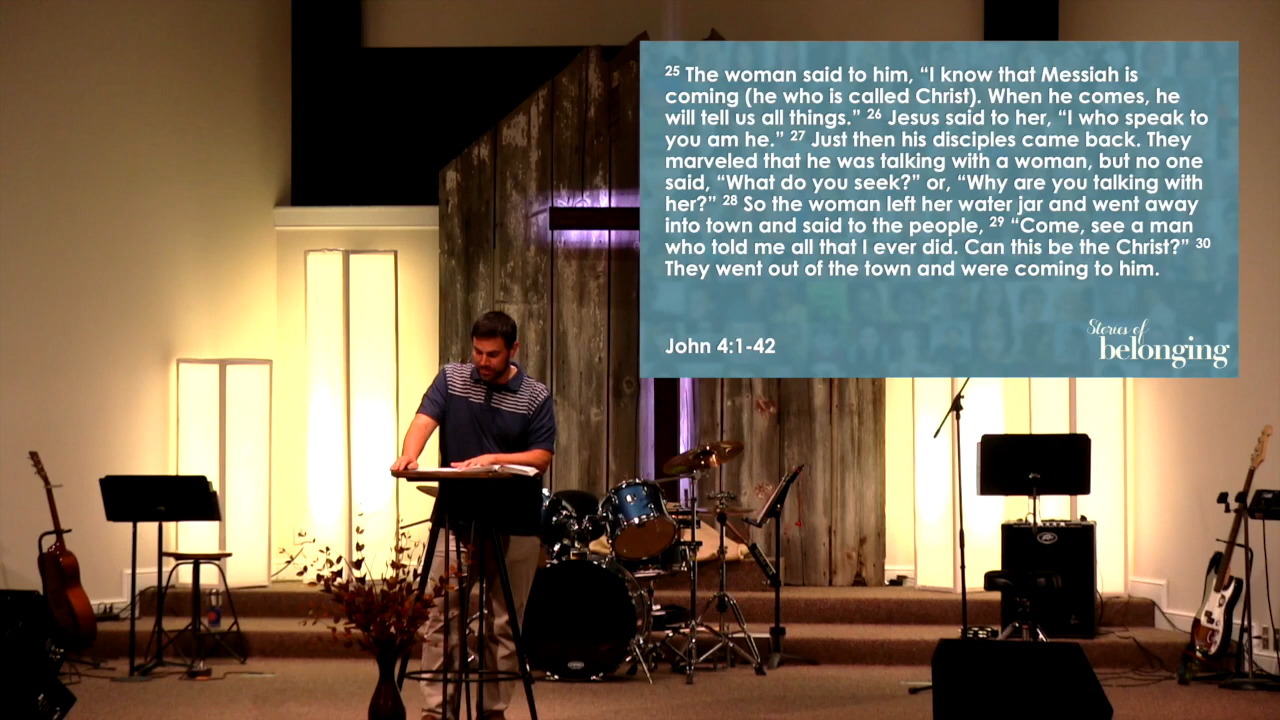 25 The woman said to him, “I know that Messiah is
coming (he who is called Christ). When he comes, he
will tell us all things.” 26 Jesus said to her, “I who speak to
you am he.” 27 Just then his disciples came back. They
marveled that he was talking with a woman, but no one
said, “What do you seek?” or, “Why are you talking with
her?” 28 So the woman left her water jar and went away
into town and said to the people, 29 “Come, see a man
who told me all that I ever did. Can this be the Christ?” 30
They went out of the town and were coming to him.
John 4:1-42
Stories of
belonging